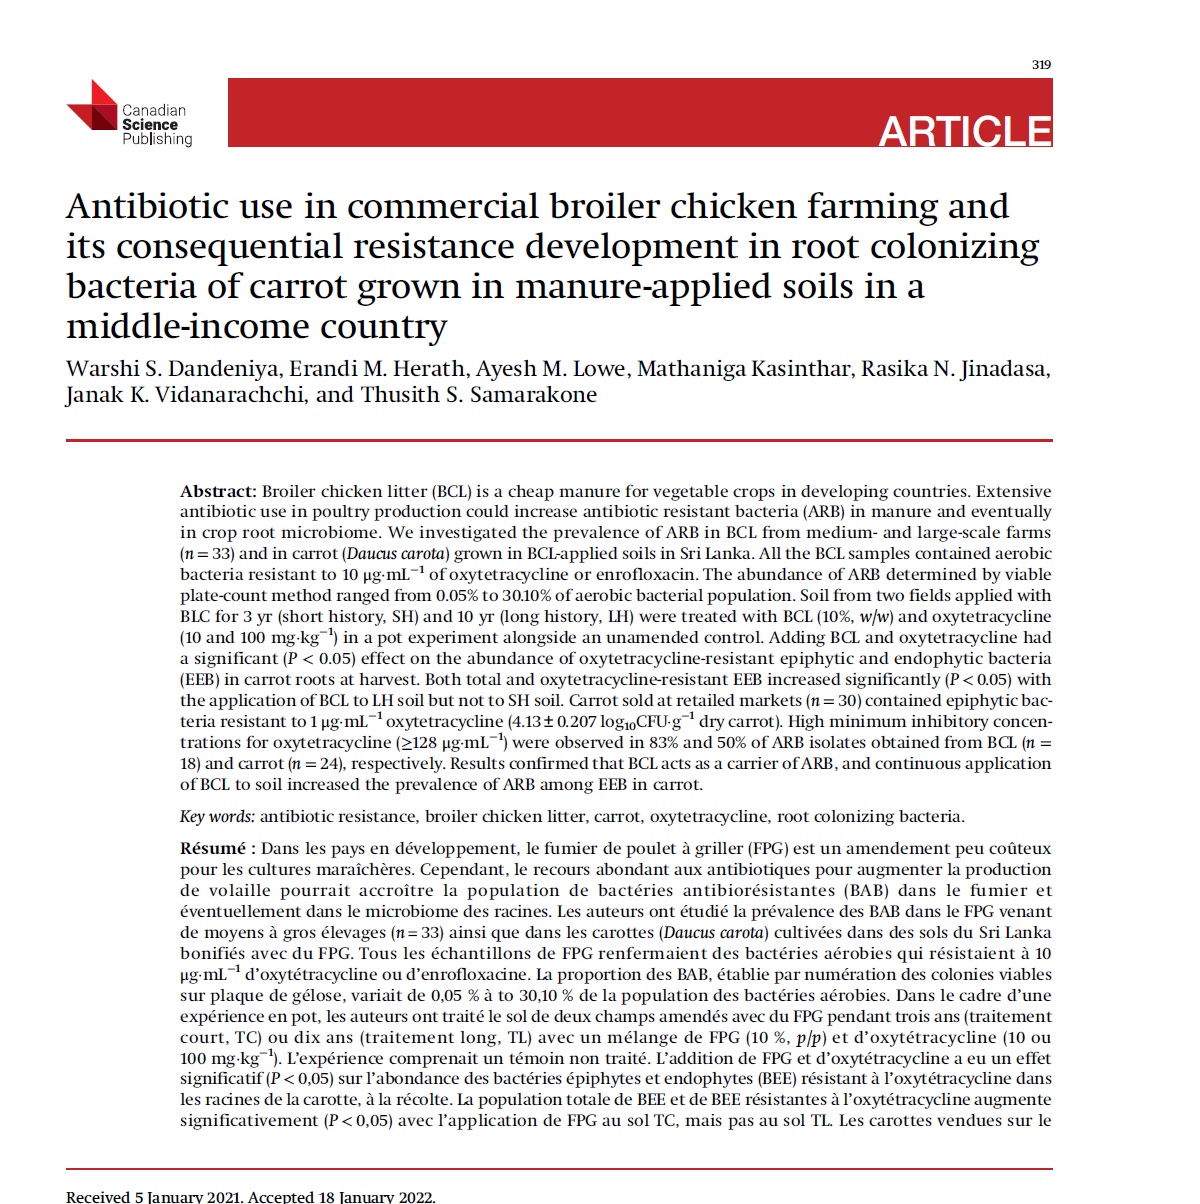 319
Canadian
Science
Publishing
ARTICLE
Antibiotic use in commercial broiler chicken farming and
its consequential resistance development in root colonizing
bacteria of carrot grown in manure-applied soils in a
middle-income country
Warshi S. Dandeniya, Erandi M. Herath, Ayesh M. Lowe, Mathaniga Kasinthar, Rasika N. Jinadasa,
Janak K. Vidanarachchi, and Thusith S. Samarakone
Abstract: Broiler chicken litter (BCL) is a cheap manure for vegetable crops in developing countries. Extensive
antibiotic use in poultry production could increase antibiotic resistant bacteria (ARB) in manure and eventually
in crop root microbiome. We investigated the prevalence of ARB in BCL from medium- and large-scale farms
(n = 33) and in carrot (Daucus carota) grown in BCL-applied soils in Sri Lanka. All the BCL samples contained aerobic
bacteria resistant to 10 μg·mL⁻¹ of oxytetracycline or enrofloxacin. The abundance of ARB determined by viable
plate-count method ranged from 0.05% to 30.10% of aerobic bacterial population. Soil from two fields applied with
BLC for 3 yr (short history, SH) and 10 yr (long history, LH) were treated with BCL (10%, w/w) and oxytetracycline
(10 and 100 mg·kg⁻¹) in a pot experiment alongside an unamended control. Adding BCL and oxytetracycline had
a significant (P < 0.05) effect on the abundance of oxytetracycline-resistant epiphytic and endophytic bacteria
(EEB) in carrot roots at harvest. Both total and oxytetracycline-resistant EEB increased significantly (P < 0.05) with
the application of BCL to LH soil but not to SH soil. Carrot sold at retailed markets (n = 30) contained epiphytic bac-
teria resistant to 1 μg·mL⁻¹ oxytetracycline (4.13 ± 0.207 log₁₀CFU·g⁻¹ dry carrot). High minimum inhibitory concen-
trations for oxytetracycline (≥128 μg·mL⁻¹) were observed in 83% and 50% of ARB isolates obtained from BCL (n =
18) and carrot (n = 24), respectively. Results confirmed that BCL acts as a carrier of ARB, and continuous application
of BCL to soil increased the prevalence of ARB among EEB in carrot.
Key words: antibiotic resistance, broiler chicken litter, carrot, oxytetracycline, root colonizing bacteria.
Résumé : Dans les pays en développement, le fumier de poulet à griller (FPG) est un amendement peu coûteux
pour les cultures maraîchères. Cependant, le recours abondant aux antibiotiques pour augmenter la production
de volaille pourrait accroître la population de bactéries antibiorésistantes (BAB) dans le fumier et
éventuellement dans le microbiome des racines. Les auteurs ont étudié la prévalence des BAB dans le FPG venant
de moyens à gros élevages (n = 33) ainsi que dans les carottes (Daucus carota) cultivées dans des sols du Sri Lanka
bonifiés avec du FPG. Tous les échantillons de FPG renfermaient des bactéries aérobies qui résistaient à 10
μg·mL⁻¹ d'oxytétracycline ou d'enrofloxacine. La proportion des BAB, établie par numération des colonies viables
sur plaque de gélose, variait de 0,05 % à to 30,10 % de la population des bactéries aérobies. Dans le cadre d'une
expérience en pot, les auteurs ont traité le sol de deux champs amendés avec du FPG pendant trois ans (traitement
court, TC) ou dix ans (traitement long, TL) avec un mélange de FPG (10 %, p/p) et d'oxytétracycline (10 ou
100 mg·kg⁻¹). L'expérience comprenait un témoin non traité. L'addition de FPG et d'oxytétracycline a eu un effet
significatif (P < 0,05) sur l'abondance des bactéries épiphytes et endophytes (BEE) résistant à l'oxytétracycline dans
les racines de la carotte, à la récolte. La population totale de BEE et de BEE résistantes à l'oxytétracycline augmente
significativement (P < 0,05) avec l'application de FPG au sol TC, mais pas au sol TL. Les carottes vendues sur le
Received 5 January 2021. Accepted 18 January 2022.